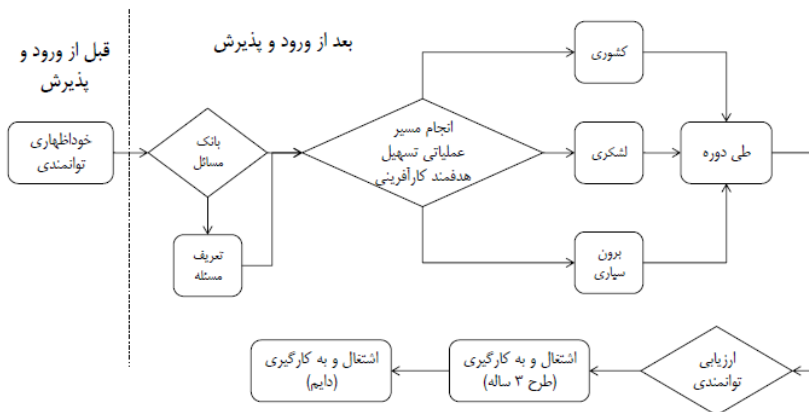 قبل از ورود و
پذیرش
بعد از ورود و پذیرش
خوداظهاری
توانمندی
بانک
مسائل
تعریف
مسئله
انجام مسیر
عملیاتی تسهیل
هدفمند کارآفرینی
کشوری
لشکری
برون
سپاری
طی دوره
ارزیابی
توانمندی
اشتغال و به کارگیری
(طرح ۳ ساله)
اشتغال و به کارگیری
(دایم)